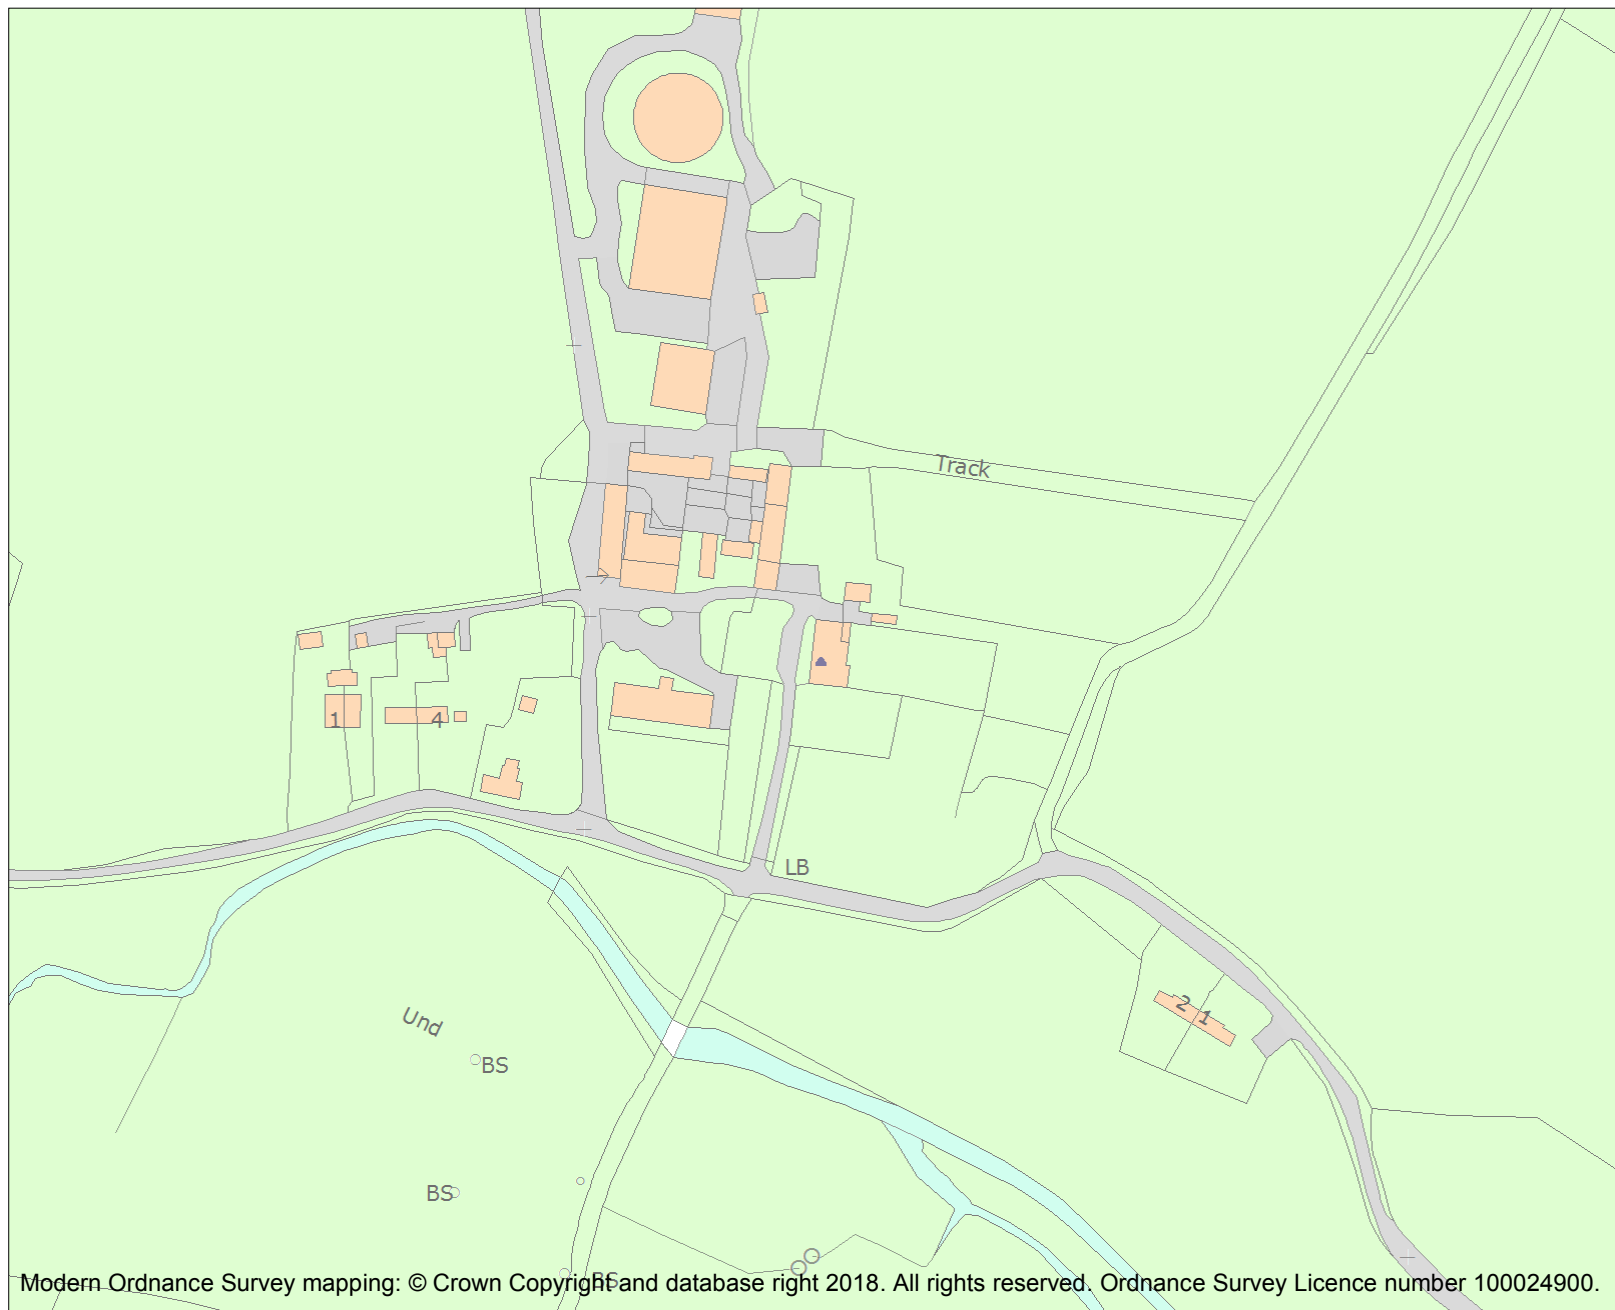 Track
1
4
LB
2
1
Und
BS
BS
BS
Modern Ordnance Survey mapping: © Crown Copyright and database right 2018. All rights reserved. Ordnance Survey Licence number 100024900.